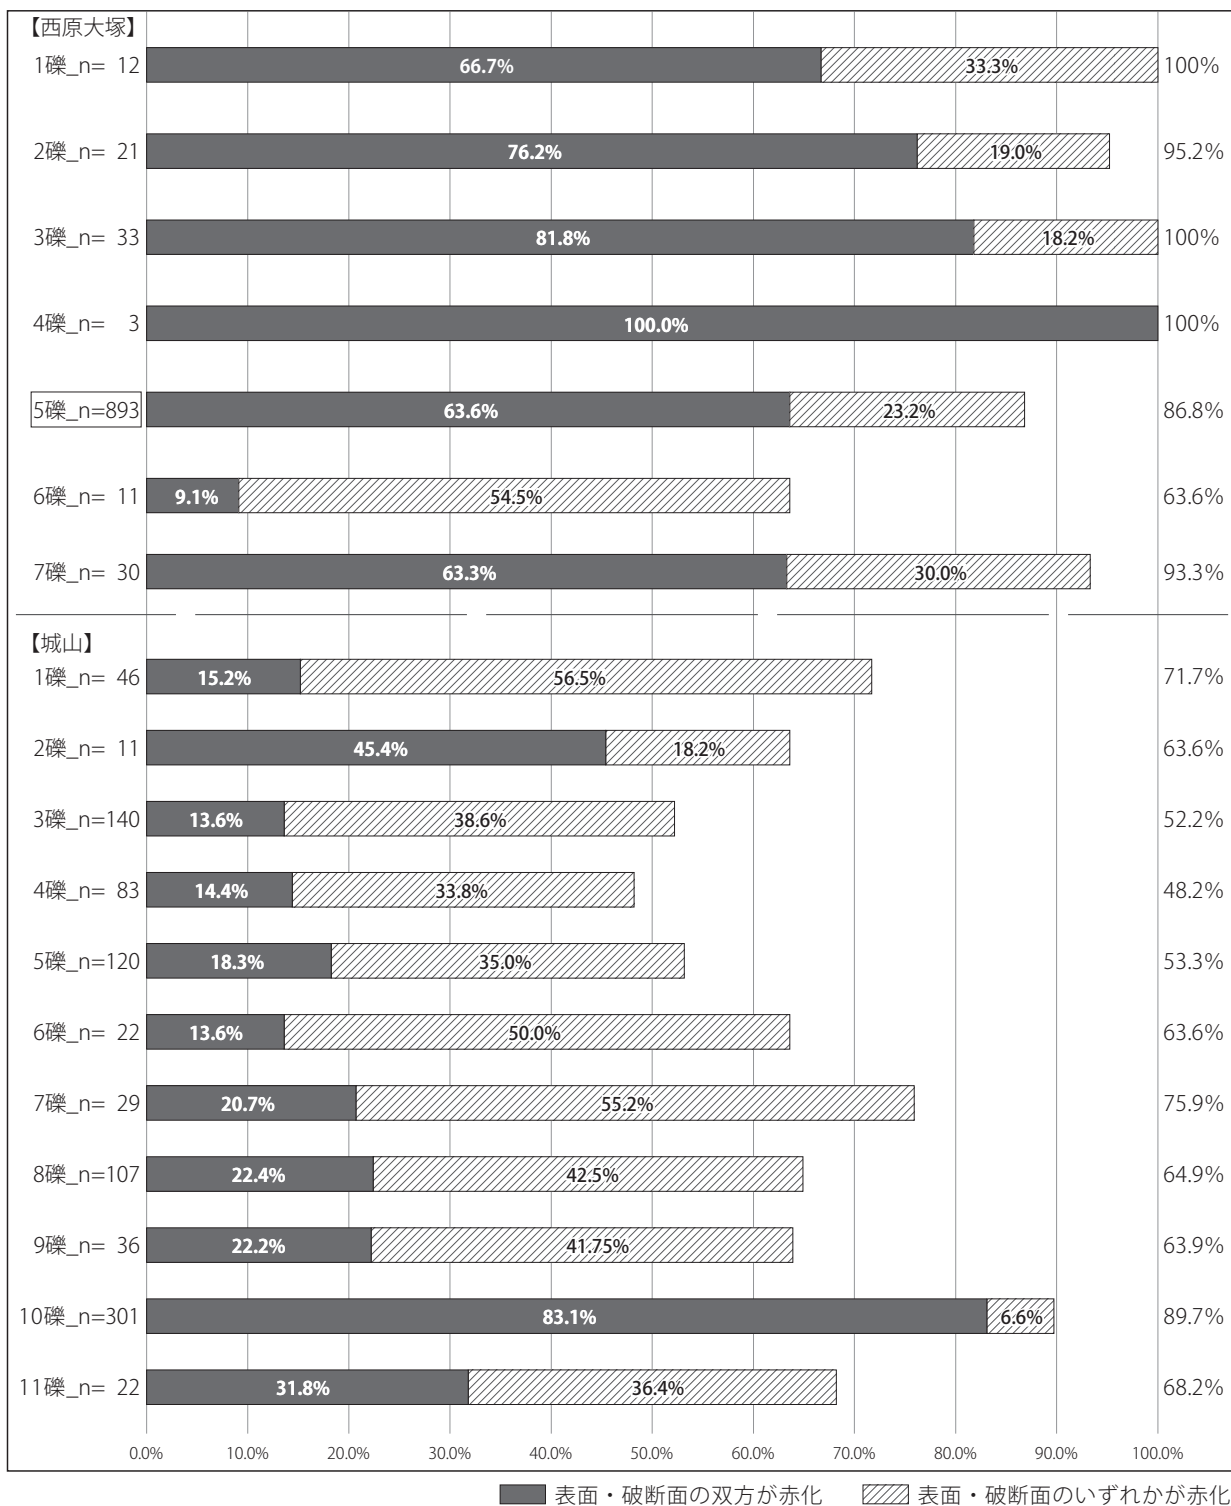 【西原大塚】
1礫_n= 12 66.7% 33.3% 100%
2礫_n= 21 76.2% 19.0% 95.2%
3礫_n= 33 81.8% 18.2% 100%
4礫_n= 3 100.0% 100%
5礫_n=893 63.6% 23.2% 86.8%
6礫_n= 11 9.1% 54.5% 63.6%
7礫_n= 30 63.3% 30.0% 93.3%
【城山】
1礫_n= 46 15.2% 56.5% 71.7%
2礫_n= 11 45.4% 18.2% 63.6%
3礫_n=140 13.6% 38.6% 52.2%
4礫_n= 83 14.4% 33.8% 48.2%
5礫_n=120 18.3% 35.0% 53.3%
6礫_n= 22 13.6% 50.0% 63.6%
7礫_n= 29 20.7% 55.2% 75.9%
8礫_n=107 22.4% 42.5% 64.9%
9礫_n= 36 22.2% 41.75% 63.9%
10礫_n=301 83.1% 6.6% 89.7%
11礫_n= 22 31.8% 36.4% 68.2%
0.0% 10.0% 20.0% 30.0% 40.0% 50.0% 60.0% 70.0% 80.0% 90.0% 100.0%
表面・破断面の双方が赤化 表面・破断面のいずれかが赤化